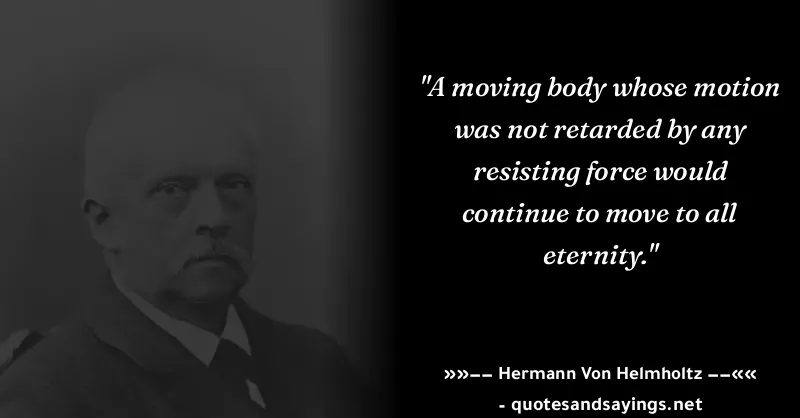 "A moving body whose motion
was not retarded by any
resisting force would
continue to move to all
eternity."
»»–– Hermann Von Helmholtz ––««
- quotesandsayings.net